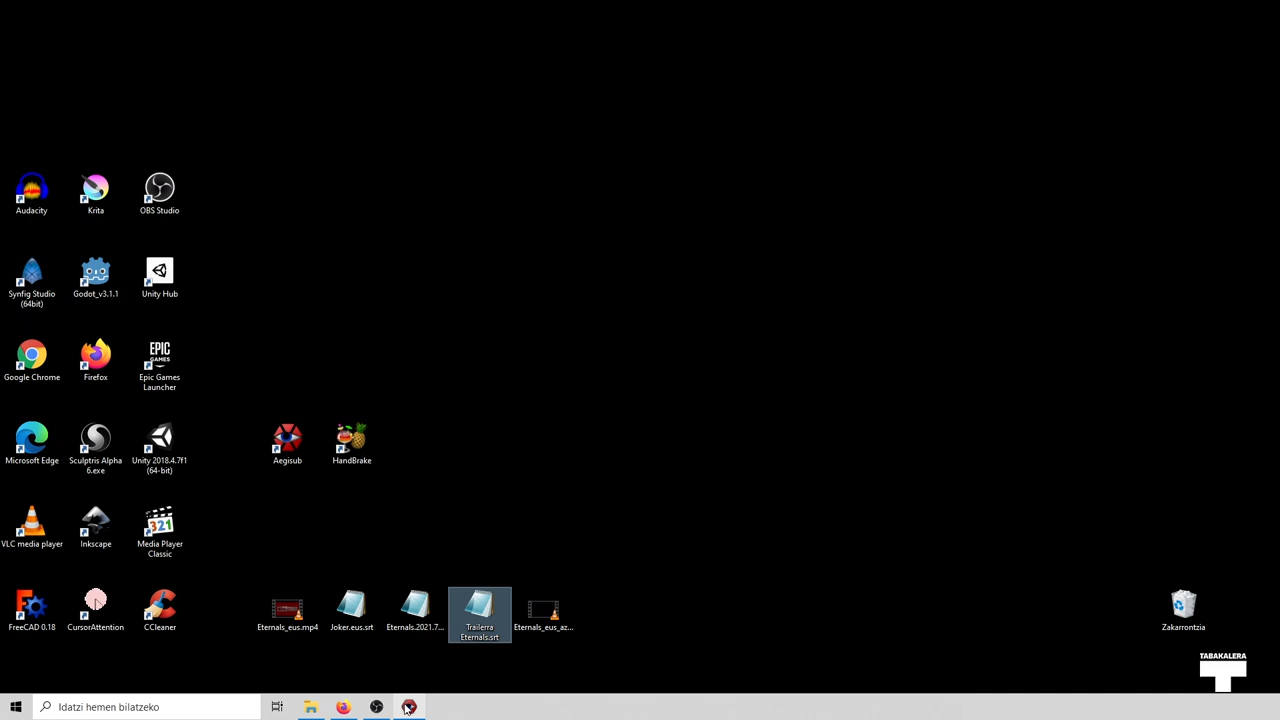 Audacity
Krita
OBS Studio
Synfig Studio
(64bit)
Godot_v3.1.1
Unity Hub
Google Chrome
Firefox
EPIC
GAMES
Epic Games
Launcher
Microsoft Edge
Sculptris Alpha
6.exe
Unity 2018.4.7f1
(64-bit)
Aegisub
HandBrake
VLC media player
Inkscape
321
Media Player
Classic
FreeCAD 0.18
CursorAttention
CCleaner
Eternals_eus.mp4
Joker.eus.srt
Eternals.2021.7...
Trailerra
Eternals.srt
Eternals_eus_az...
Zakarrontzia
TABAKALERA
Idatzi hemen bilatzeko